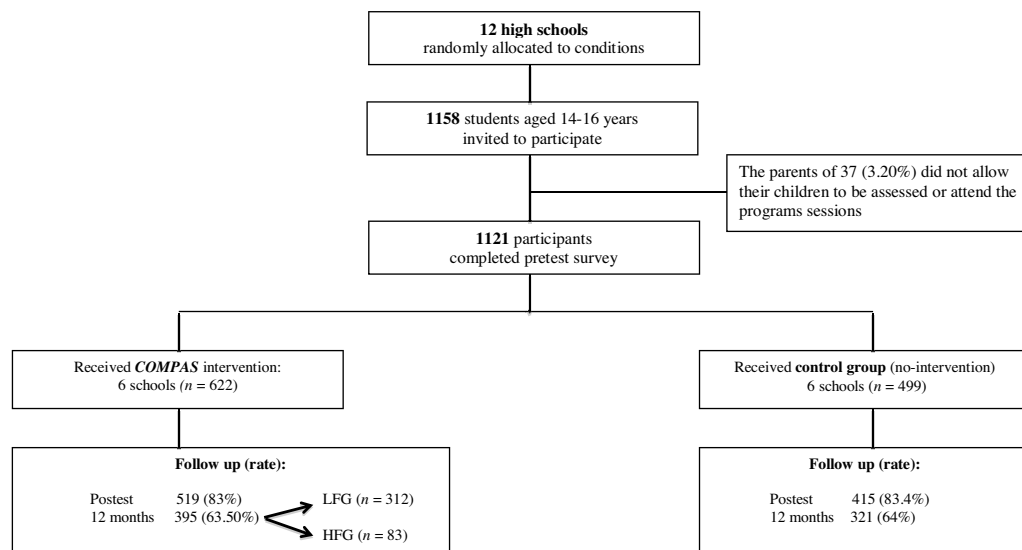 12 high schools
randomly allocated to conditions
1158 students aged 14-16 years
invited to participate
The parents of 37 (3.20%) did not allow
their children to be assessed or attend the
programs sessions
1121 participants
completed pretest survey
Received COMPAS intervention:
6 schools (n = 622)
Received control group (no-intervention)
6 schools (n = 499)
Follow up (rate):
Postest 519 (83%)
12 months 395 (63.50%)
LFG (n = 312)
HFG (n = 83)
Follow up (rate):
Postest 415 (83.4%)
12 months 321 (64%)